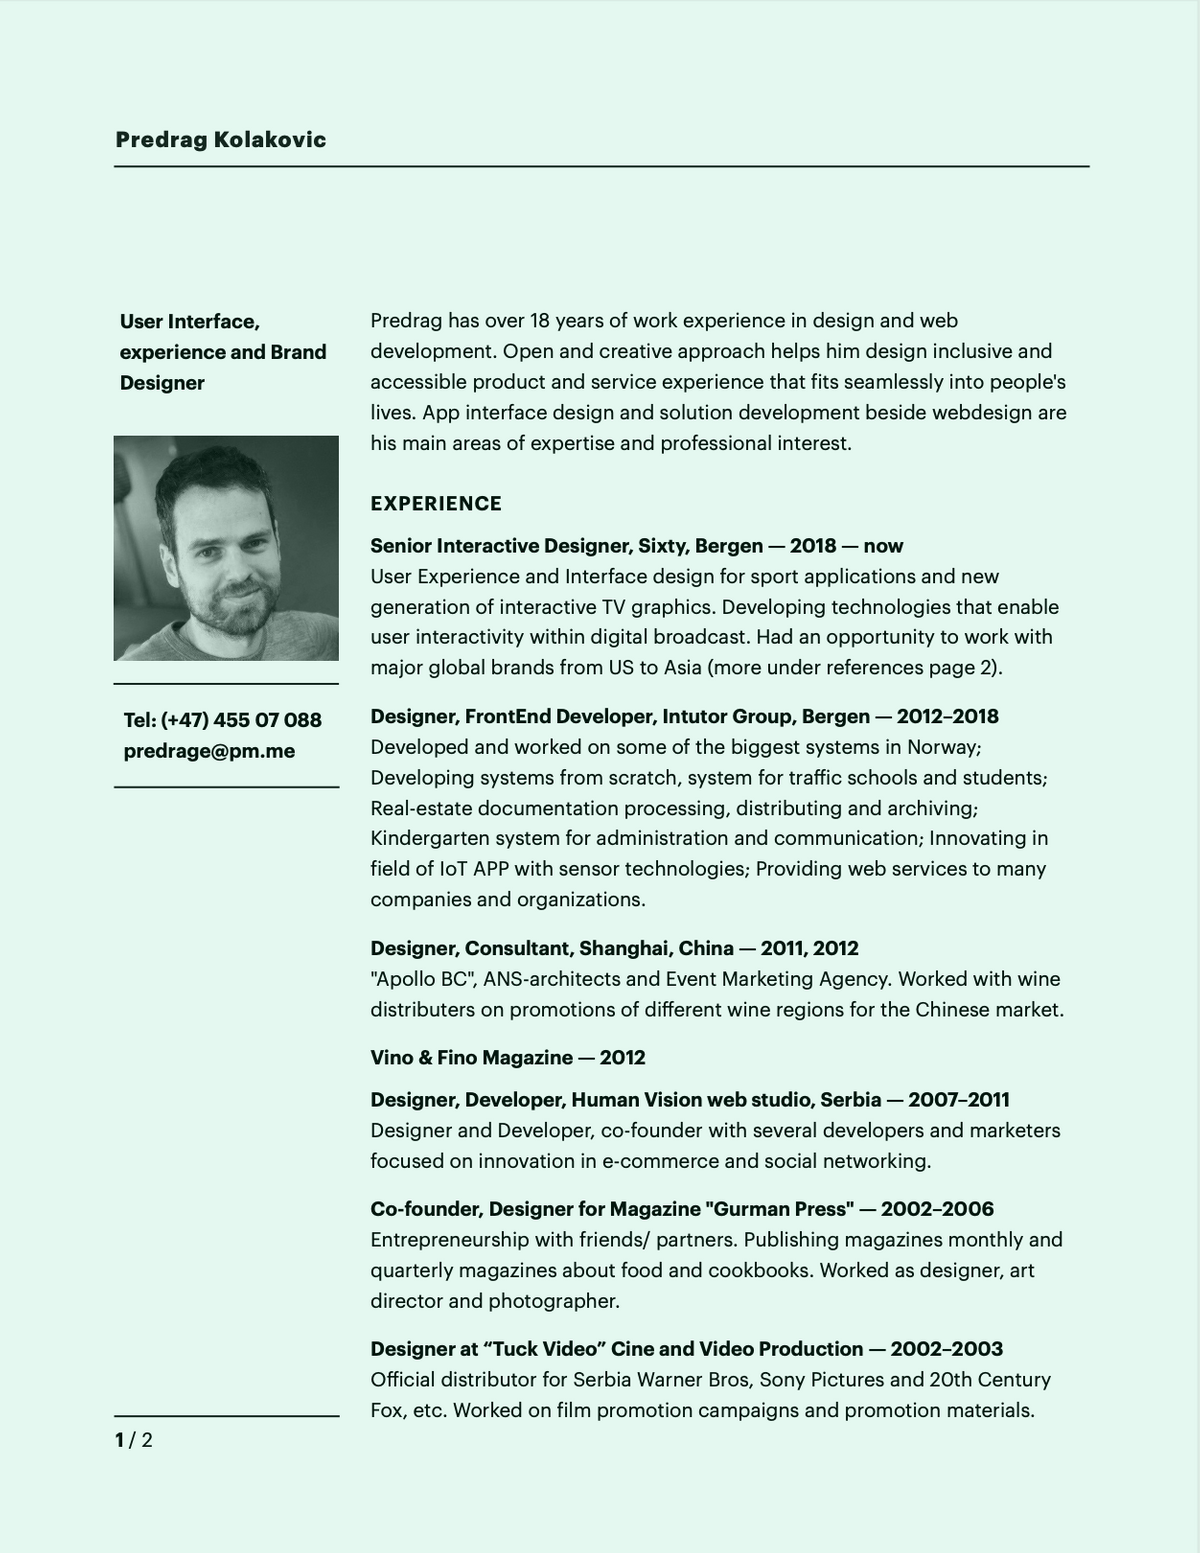 Predrag Kolakovic
User Interface,
experience and Brand
Designer
Tel: (+47) 455 07 088
predrage@pm.me
Predrag has over 18 years of work experience in design and web
development. Open and creative approach helps him design inclusive and
accessible product and service experience that fits seamlessly into people's
lives. App interface design and solution development beside webdesign are
his main areas of expertise and professional interest.
EXPERIENCE
Senior Interactive Designer, Sixty, Bergen — 2018 — now
User Experience and Interface design for sport applications and new
generation of interactive TV graphics. Developing technologies that enable
user interactivity within digital broadcast. Had an opportunity to work with
major global brands from US to Asia (more under references page 2).
Designer, FrontEnd Developer, Intutor Group, Bergen — 2012–2018
Developed and worked on some of the biggest systems in Norway;
Developing systems from scratch, system for traffic schools and students;
Real-estate documentation processing, distributing and archiving;
Kindergarten system for administration and communication; Innovating in
field of IoT APP with sensor technologies; Providing web services to many
companies and organizations.
Designer, Consultant, Shanghai, China — 2011, 2012
"Apollo BC", ANS-architects and Event Marketing Agency. Worked with wine
distributers on promotions of different wine regions for the Chinese market.
Vino & Fino Magazine — 2012
Designer, Developer, Human Vision web studio, Serbia — 2007–2011
Designer and Developer, co-founder with several developers and marketers
focused on innovation in e-commerce and social networking.
Co-founder, Designer for Magazine "Gurman Press" — 2002–2006
Entrepreneurship with friends/ partners. Publishing magazines monthly and
quarterly magazines about food and cookbooks. Worked as designer, art
director and photographer.
Designer at “Tuck Video” Cine and Video Production — 2002–2003
Official distributor for Serbia Warner Bros, Sony Pictures and 20th Century
Fox, etc. Worked on film promotion campaigns and promotion materials.
1 / 2